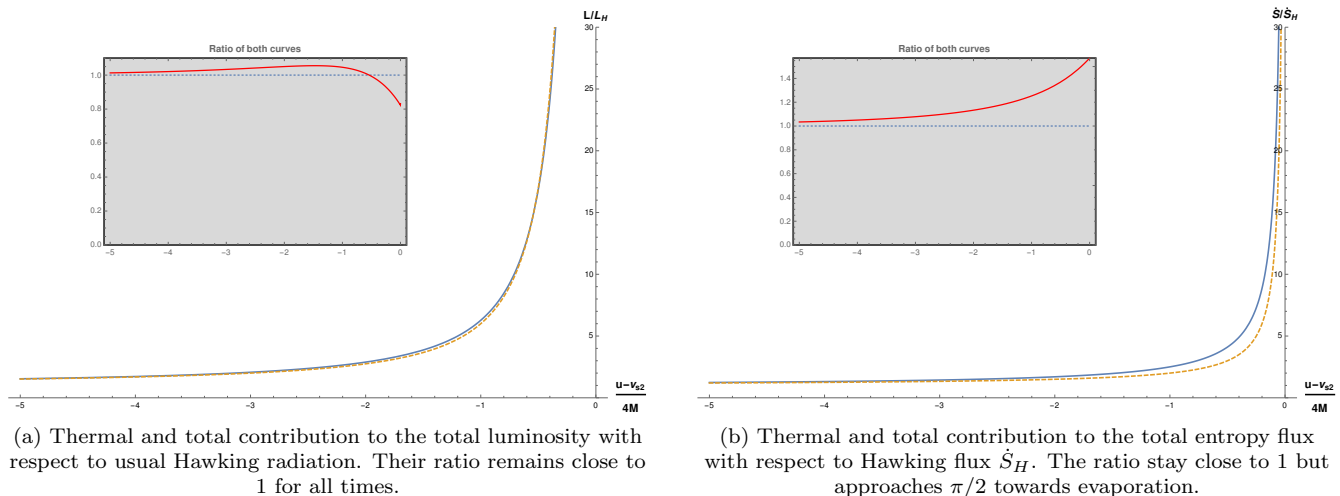 L/L_H
30
Ratio of both curves
1.0
0.8
0.6
0.4
0.2
0.0
−5 −4 −3 −2 −1 0
25
20
15
10
5
u−v_{s2}
4M
−5 −4 −3 −2 −1 0
(a) Thermal and total contribution to the total luminosity with
respect to usual Hawking radiation. Their ratio remains close to
1 for all times.
Ṡ/Ṡ_H
30
Ratio of both curves
1.4
1.2
1.0
0.8
0.6
0.4
0.2
0.0
−5 −4 −3 −2 −1 0
25
20
15
10
5
u−v_{s2}
4M
−5 −4 −3 −2 −1 0
(b) Thermal and total contribution to the total entropy flux
with respect to Hawking flux Ṡ_H. The ratio stay close to 1 but
approaches π/2 towards evaporation.